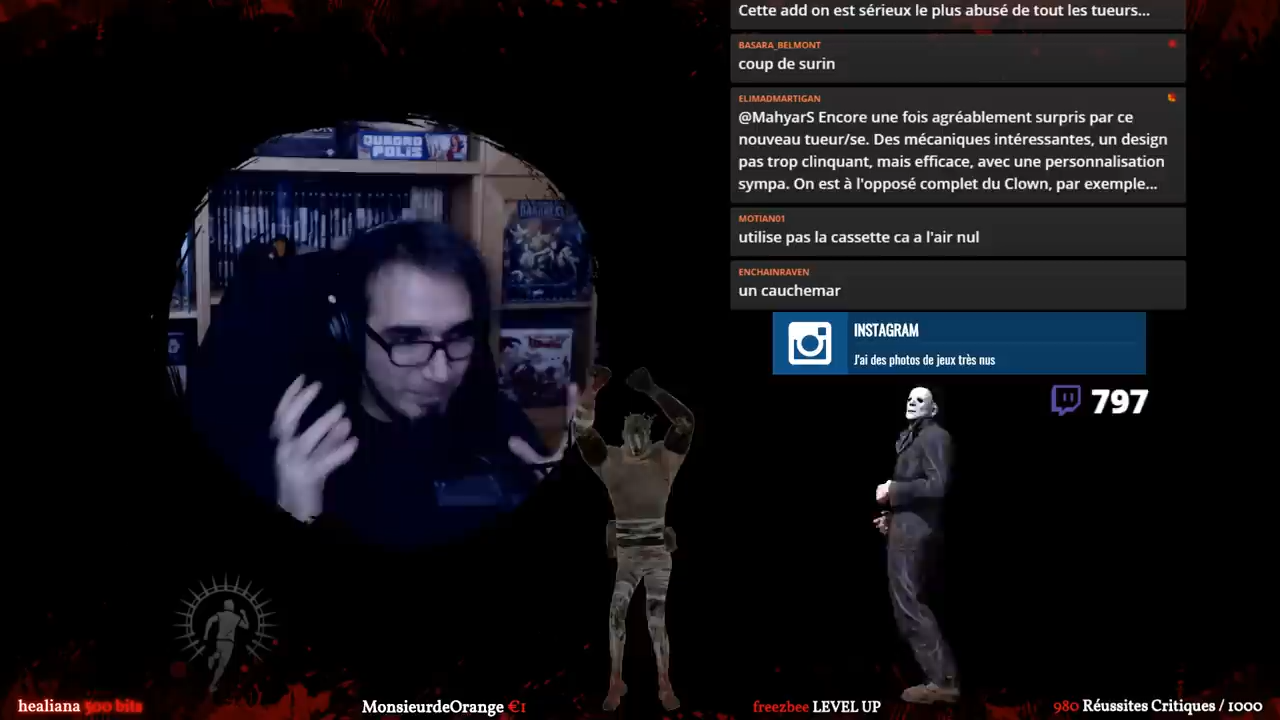 Cette add on est sérieux le plus abusé de tout les tueurs...
BASARA_BELMONT
coup de surin
ELIMADMARTIGAN
@MahyarS Encore une fois agréablement surpris par ce
nouveau tueur/se. Des mécaniques intéressantes, un design
pas trop clinquant, mais efficace, avec une personnalisation
sympa. On est à l'opposé complet du Clown, par exemple...
MOTIAN01
utilise pas la cassette ca a l'air nul
ENCHAINRAVEN
un cauchemar
INSTAGRAM
J'ai des photos de jeux très nus
797
QUADRO
POLIS
healiana 500 bits
MonsieurdeOrange €1
freezbee LEVEL UP
980 Réussites Critiques / 1000